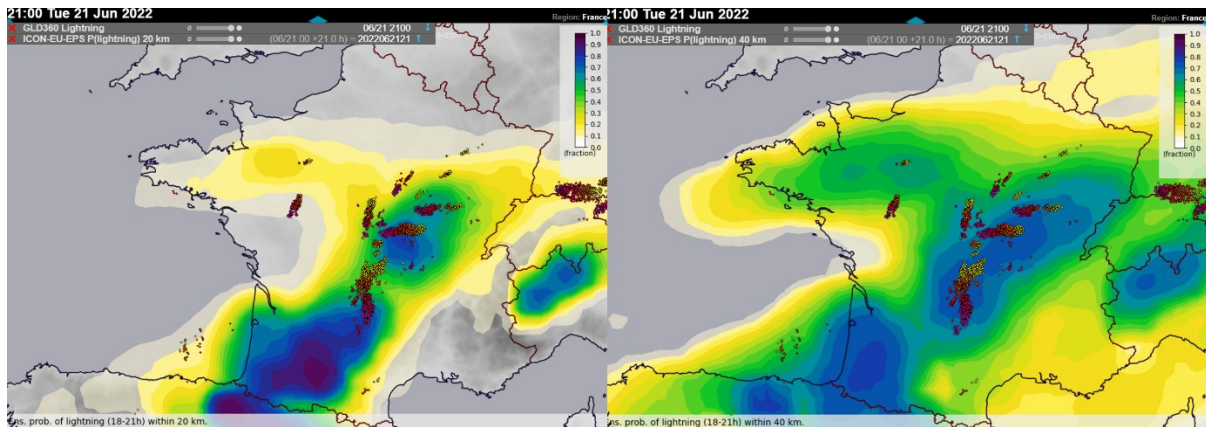 21:00 Tue 21 Jun 2022
Region: France
GLD360 Lightning
06/21 2100
ICON-EU-EPS P(lightning) 20 km
(06/21 00 +21.0 h) = 2022062121
1.0
0.9
0.8
0.7
0.6
0.5
0.4
0.3
0.2
0.1
0.0
(fraction)
ens. prob. of lightning (18-21h) within 20 km.
21:00 Tue 21 Jun 2022
Region: France
GLD360 Lightning
06/21 2100
ICON-EU-EPS P(lightning) 40 km
(06/21 00 +21.0 h) = 2022062121
1.0
0.9
0.8
0.7
0.6
0.5
0.4
0.3
0.2
0.1
0.0
(fraction)
ens. prob. of lightning (18-21h) within 40 km.